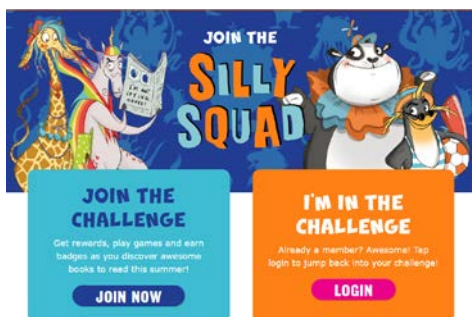 JOIN THE
SILLY
SQUAD
JOIN THE
CHALLENGE
Get rewards, play games and earn
badges as you discover awesome
books to read this summer!
JOIN NOW
I'M IN THE
CHALLENGE
Already a member? Awesome! Tap
login to jump back into your challenge!
LOGIN